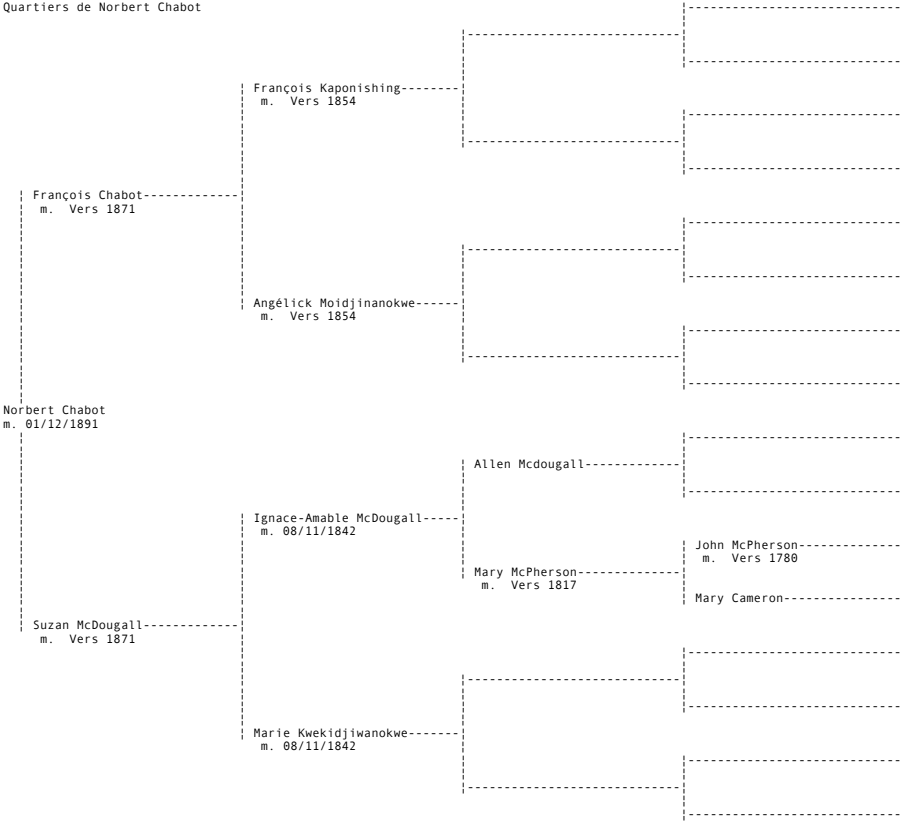 Quartiers de Norbert Chabot
François Kaponishing
m. Vers 1854
François Chabot
m. Vers 1871
Angélick Moidjinanokwe
m. Vers 1854
Norbert Chabot
m. 01/12/1891
Allen Mcdougall
Ignace-Amable McDougall
m. 08/11/1842
John McPherson
m. Vers 1780
Mary McPherson
m. Vers 1817
Mary Cameron
Suzan McDougall
m. Vers 1871
Marie Kwekidjiwanokwe
m. 08/11/1842